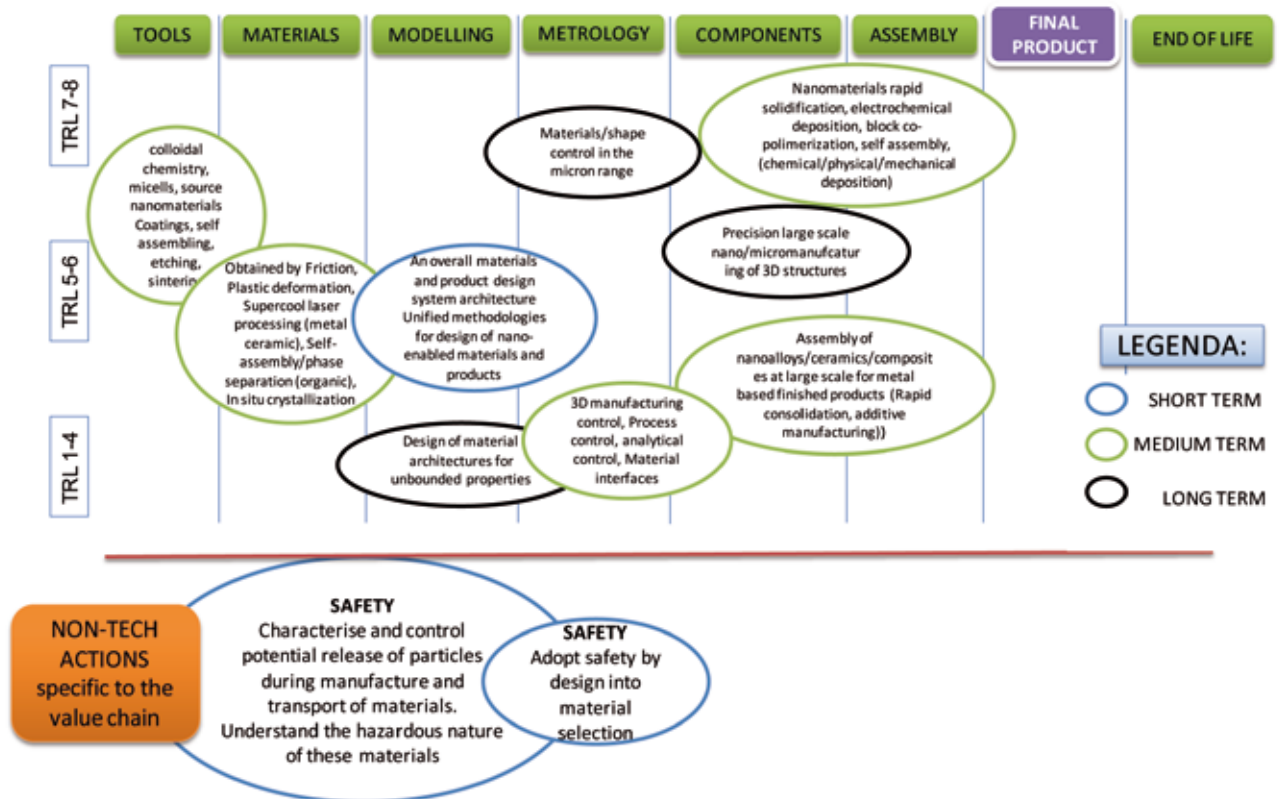 TOOLS
MATERIALS
MODELLING
METROLOGY
COMPONENTS
ASSEMBLY
FINAL
PRODUCT
END OF LIFE
TRL 7-8
TRL 5-6
TRL 1-4
colloidal
chemistry,
micells, source
nanomaterials
Coatings, self
assembling,
etching,
sinterin
Obtained by Friction,
Plastic deformation,
Supercool laser
processing (metal
ceramic), Self-
assembly/phase
separation (organic),
In situ crystallization
An overall materials
and product design
system architecture
Unified methodologies
for design of nano-
enabled materials and
products
Design of material
architectures for
unbounded properties
Materials/shape
control in the
micron range
3D manufacturing
control, Process
control, analytical
control, Material
interfaces
Nanomaterials rapid
solidification, electrochemical
deposition, block co-
polimerization, self assembly,
(chemical/physical/mechanical
deposition)
Precision large scale
nano/micromanufcatur
ing of 3D structures
Assembly of
nanoalloys/ceramics/composit
es at large scale for metal
based finished products (Rapid
consolidation, additive
manufacturing))
LEGENDA:
SHORT TERM
MEDIUM TERM
LONG TERM
NON-TECH
ACTIONS
specific to the
value chain
SAFETY
Characterise and control
potential release of particles
during manufacture and
transport of materials.
Understand the hazardous nature
of these materials
SAFETY
Adopt safety by
design into
material
selection